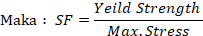 Maka : SF = Yeild Strength / Max. Stress